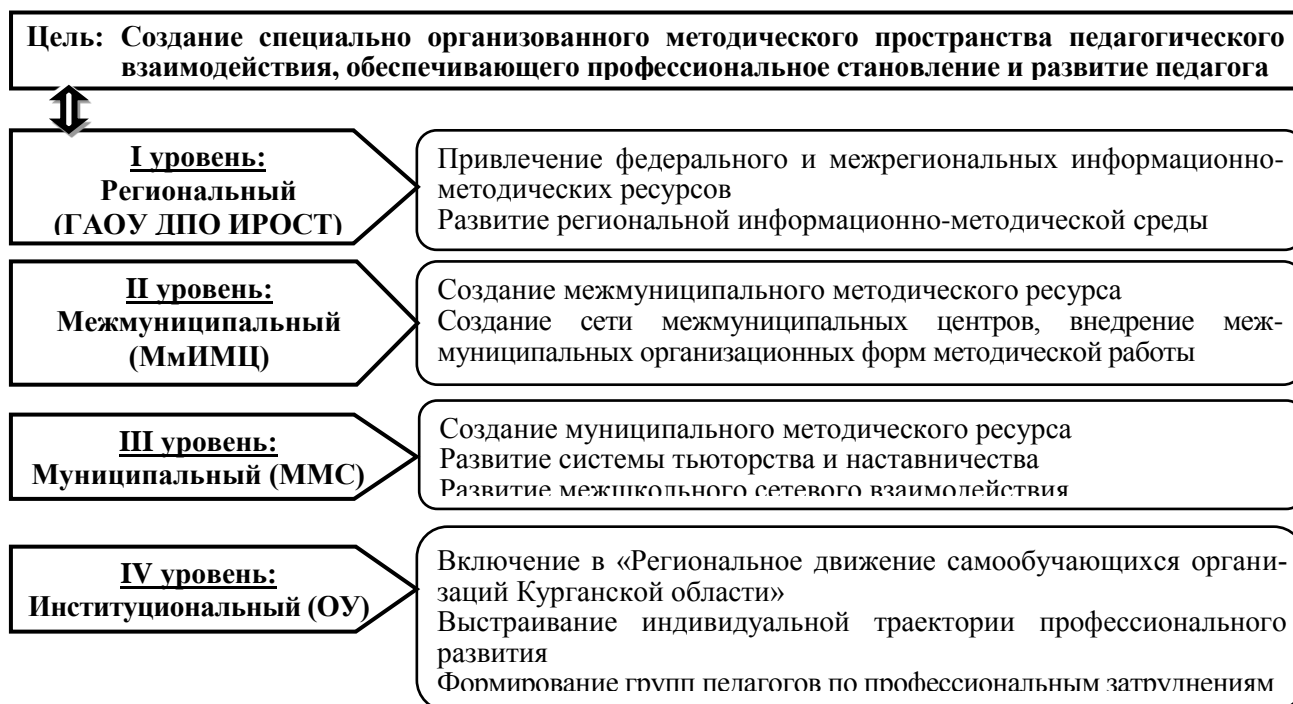 Цель: Создание специально организованного методического пространства педагогического
взаимодействия, обеспечивающего профессиональное становление и развитие педагога
I уровень:
Региональный
(ГАОУ ДПО ИРОСТ)
Привлечение федерального и межрегиональных информационно-
методических ресурсов
Развитие региональной информационно-методической среды
II уровень:
Межмуниципальный
(МмИМЦ)
Создание межмуниципального методического ресурса
Создание сети межмуниципальных центров, внедрение меж-
муниципальных организационных форм методической работы
III уровень:
Муниципальный (ММС)
Создание муниципального методического ресурса
Развитие системы тьюторства и наставничества
Развитие межшкольного сетевого взаимодействия
IV уровень:
Институциональный (ОУ)
Включение в «Региональное движение самообучающихся органи-
заций Курганской области»
Выстраивание индивидуальной траектории профессионального
развития
Формирование групп педагогов по профессиональным затруднениям